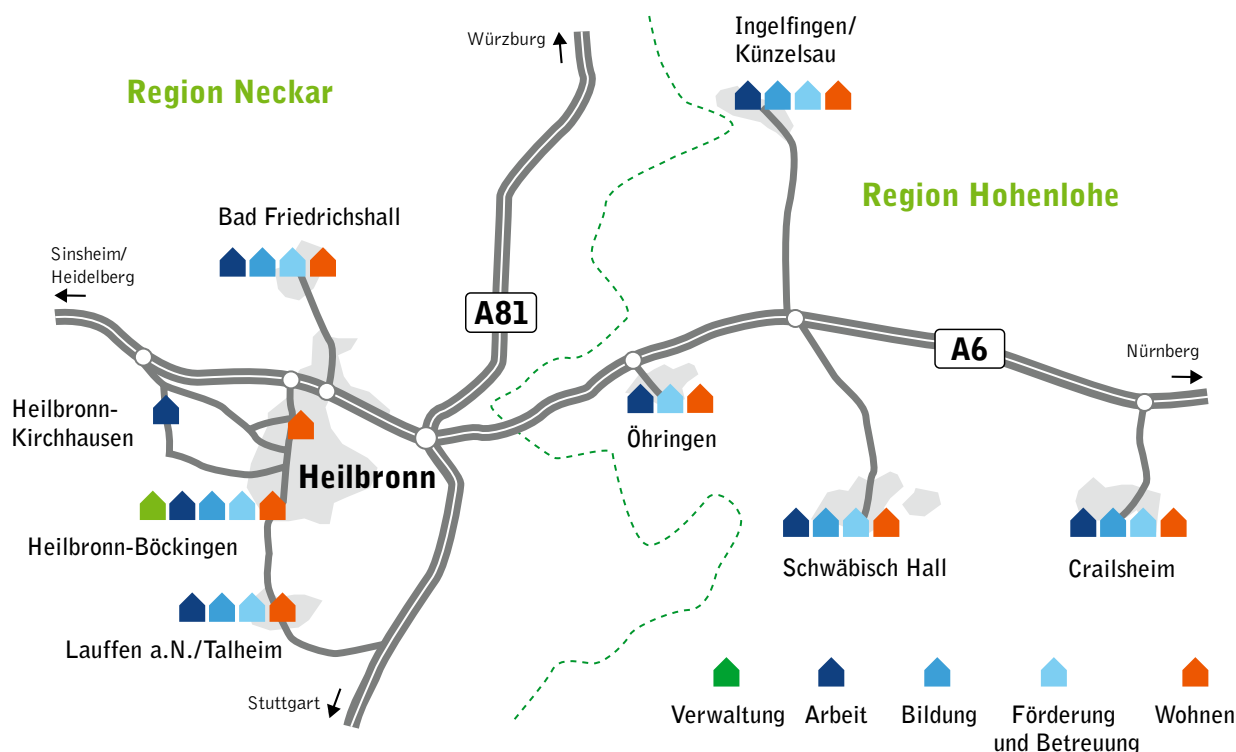 Ingelfingen/
Künzelsau
Würzburg
Region Neckar
Region Hohenlohe
Bad Friedrichshall
Sinsheim/
Heidelberg
A81
A6
Nürnberg
Heilbronn-
Kirchhausen
Öhringen
Heilbronn
Heilbronn-Böckingen
Schwäbisch Hall
Crailsheim
Lauffen a.N./Talheim
Stuttgart
Verwaltung
Arbeit
Bildung
Förderung
und Betreuung
Wohnen